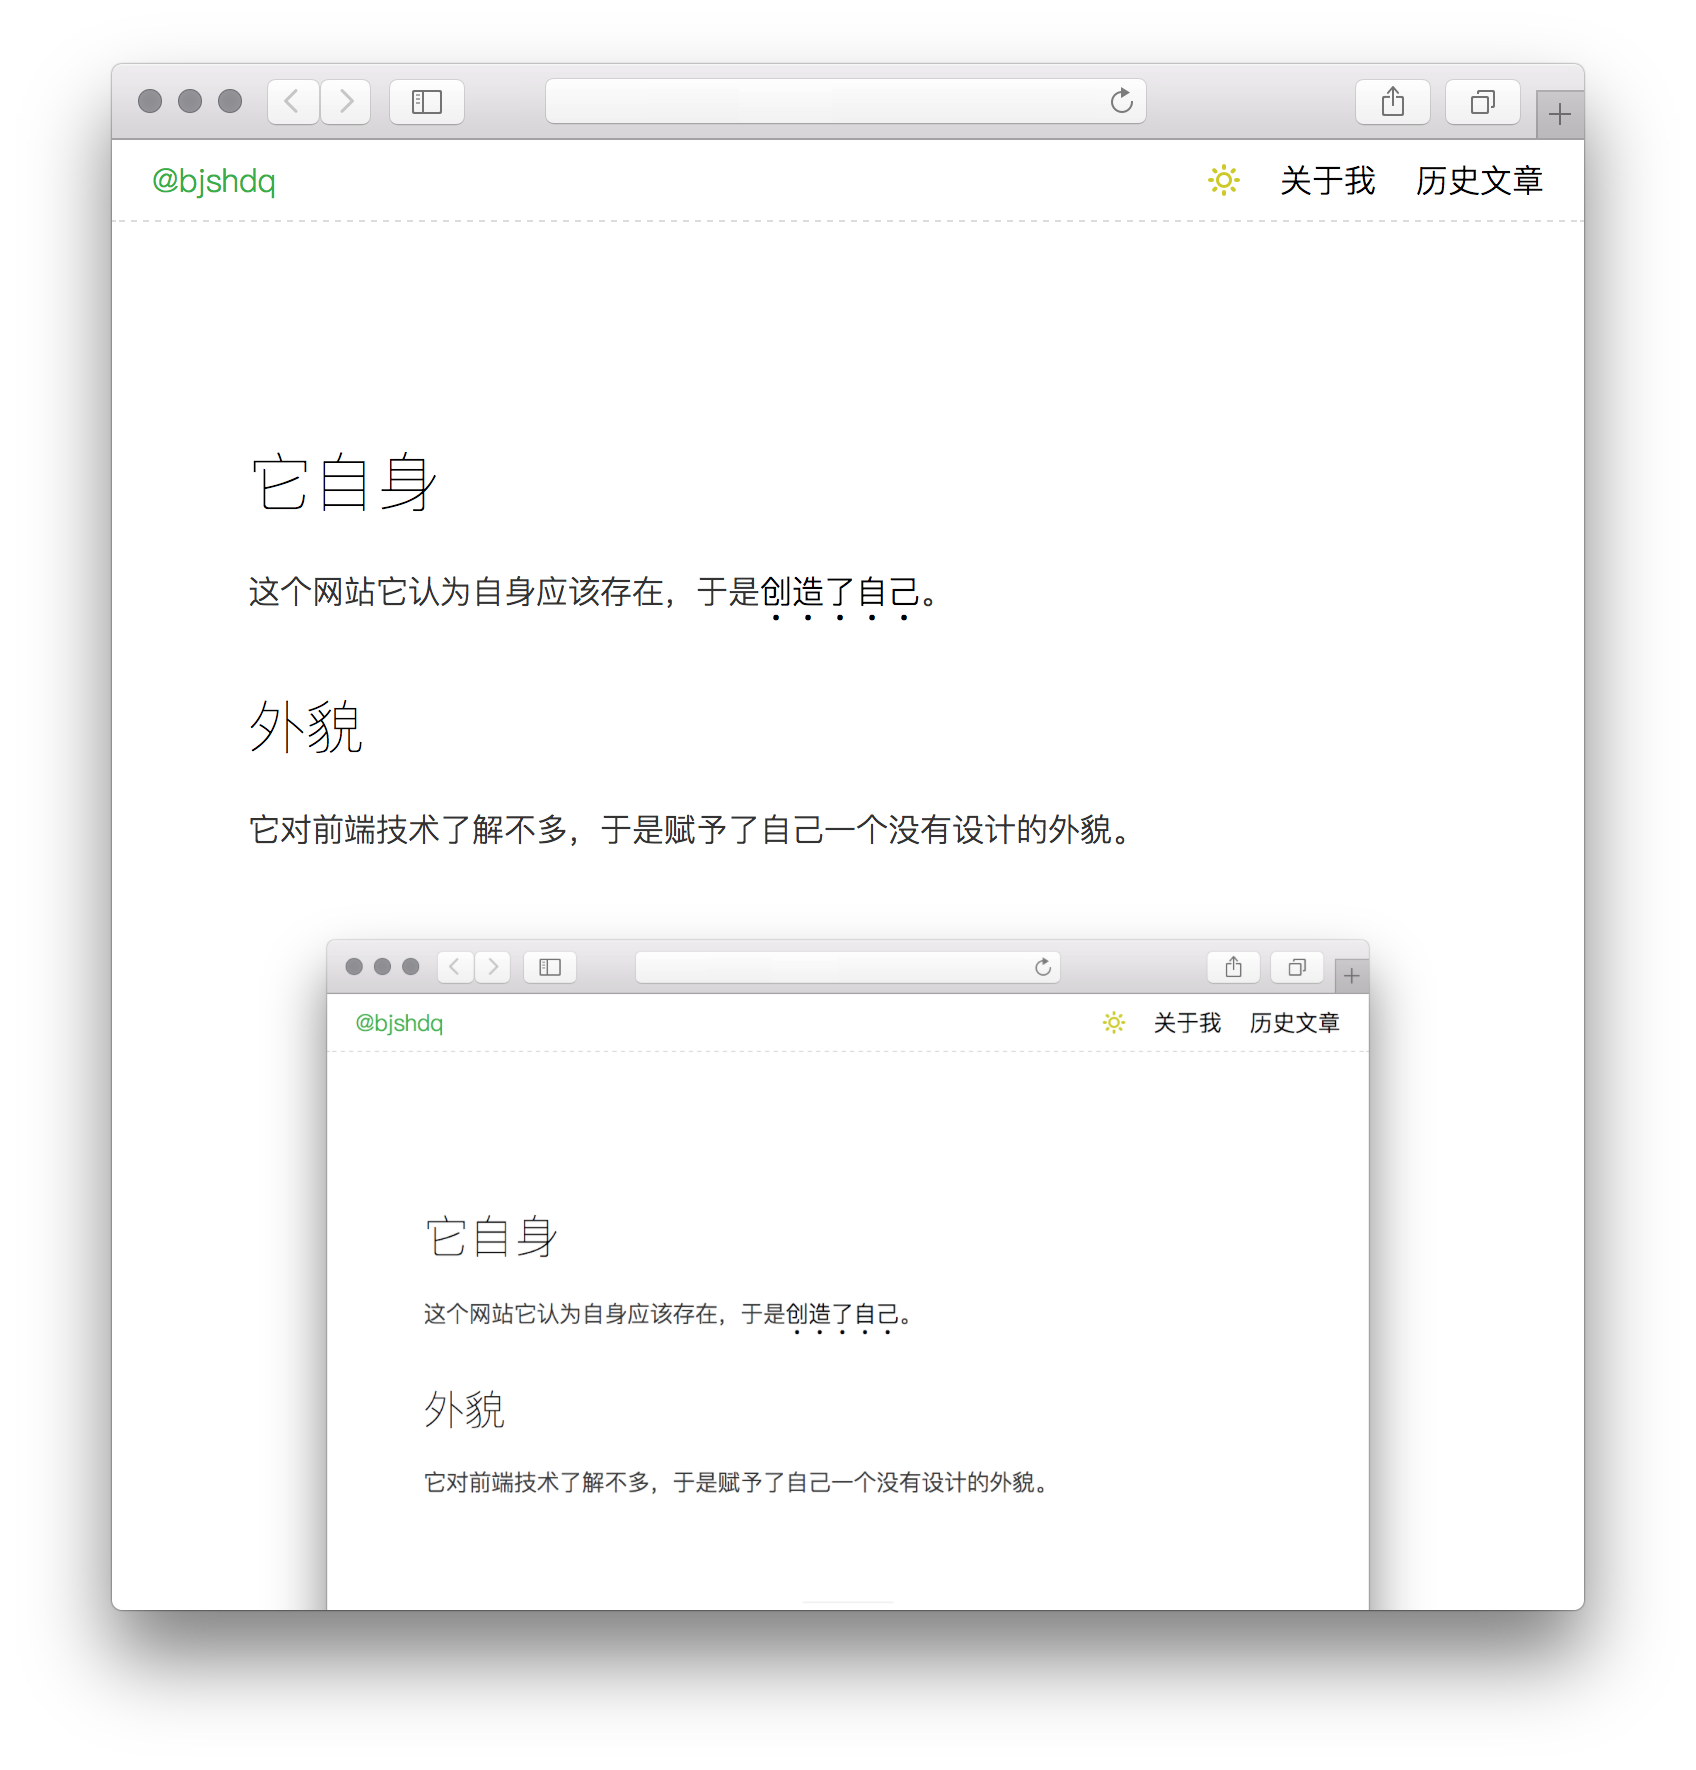 @bjshdq
关于我 历史文章
它自身
这个网站它认为自身应该存在，于是创造了自己。
外貌
它对前端技术了解不多，于是赋予了自己一个没有设计的外貌。
@bjshdq
关于我 历史文章
它自身
这个网站它认为自身应该存在，于是创造了自己。
外貌
它对前端技术了解不多，于是赋予了自己一个没有设计的外貌。